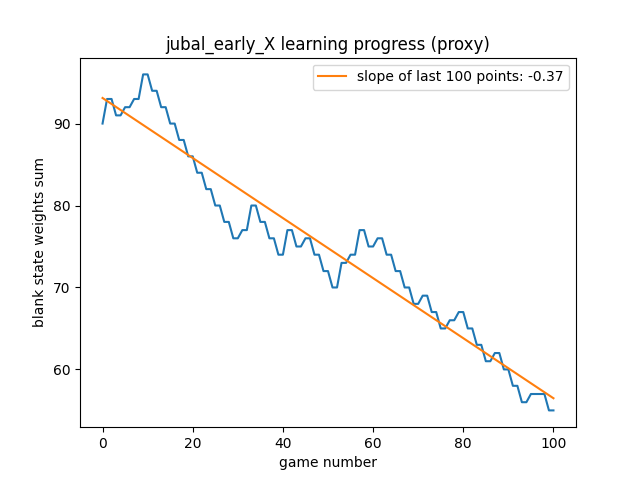 jubal_early_X learning progress (proxy)
slope of last 100 points: -0.37
blank state weights sum
90
80
70
60
0 20 40 60 80 100
game number